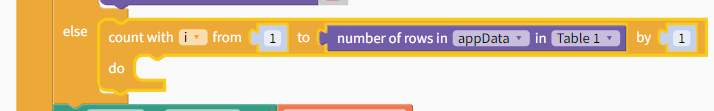 else count with i from 1 to number of rows in appData in Table 1 by 1
do